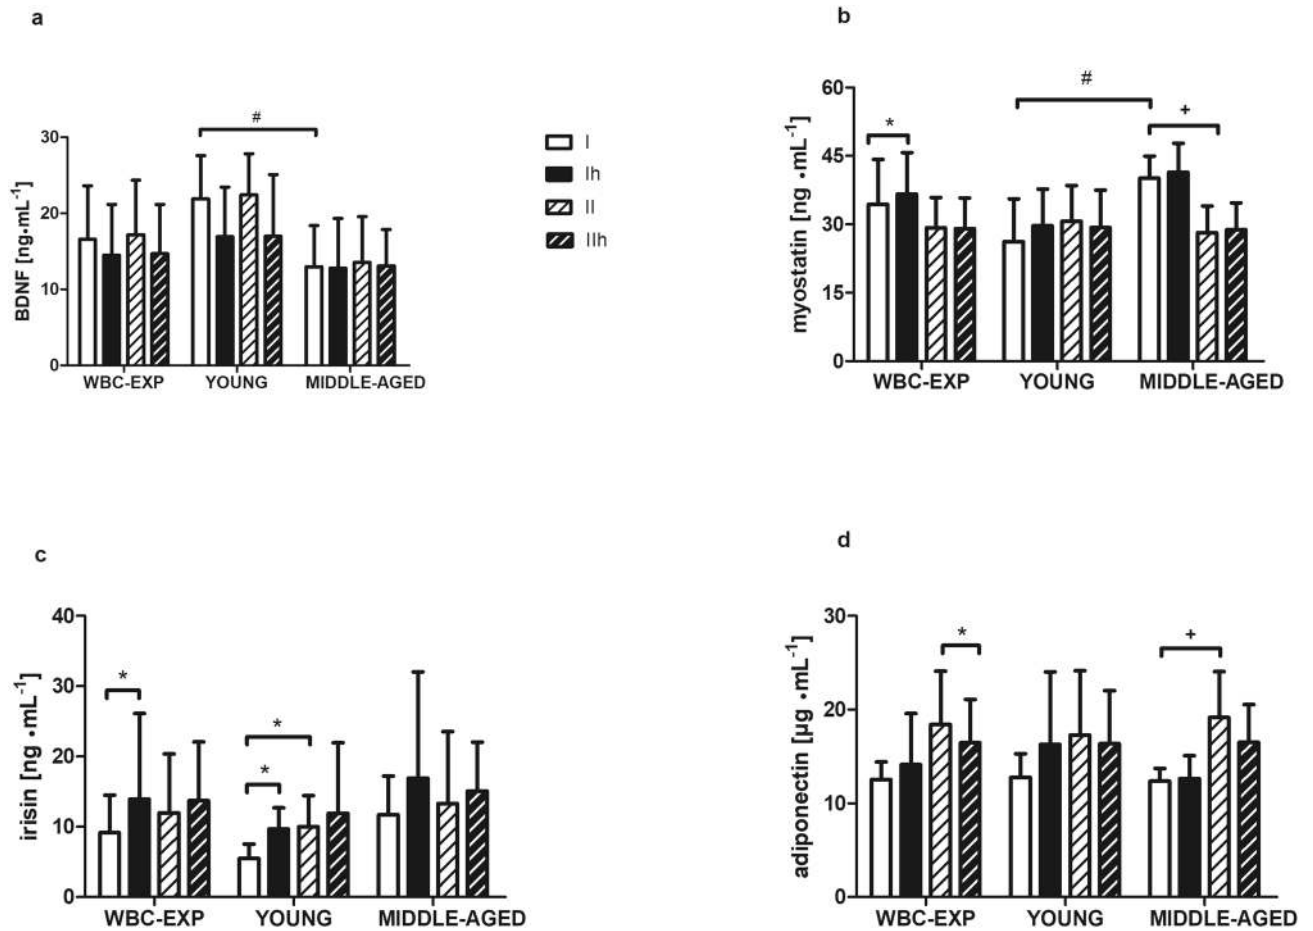 a
BDNF [ng•mL⁻¹]
30
20
10
0
#
WBC-EXP YOUNG MIDDLE-AGED
I
Ih
II
IIh
b
myostatin [ng •mL⁻¹]
60
45
30
15
0
*
#
+
WBC-EXP YOUNG MIDDLE-AGED
c
irisin [ng •mL⁻¹]
40
30
20
10
0
*
*
*
WBC-EXP YOUNG MIDDLE-AGED
d
adiponectin [µg •mL⁻¹]
30
20
10
0
*
+
WBC-EXP YOUNG MIDDLE-AGED